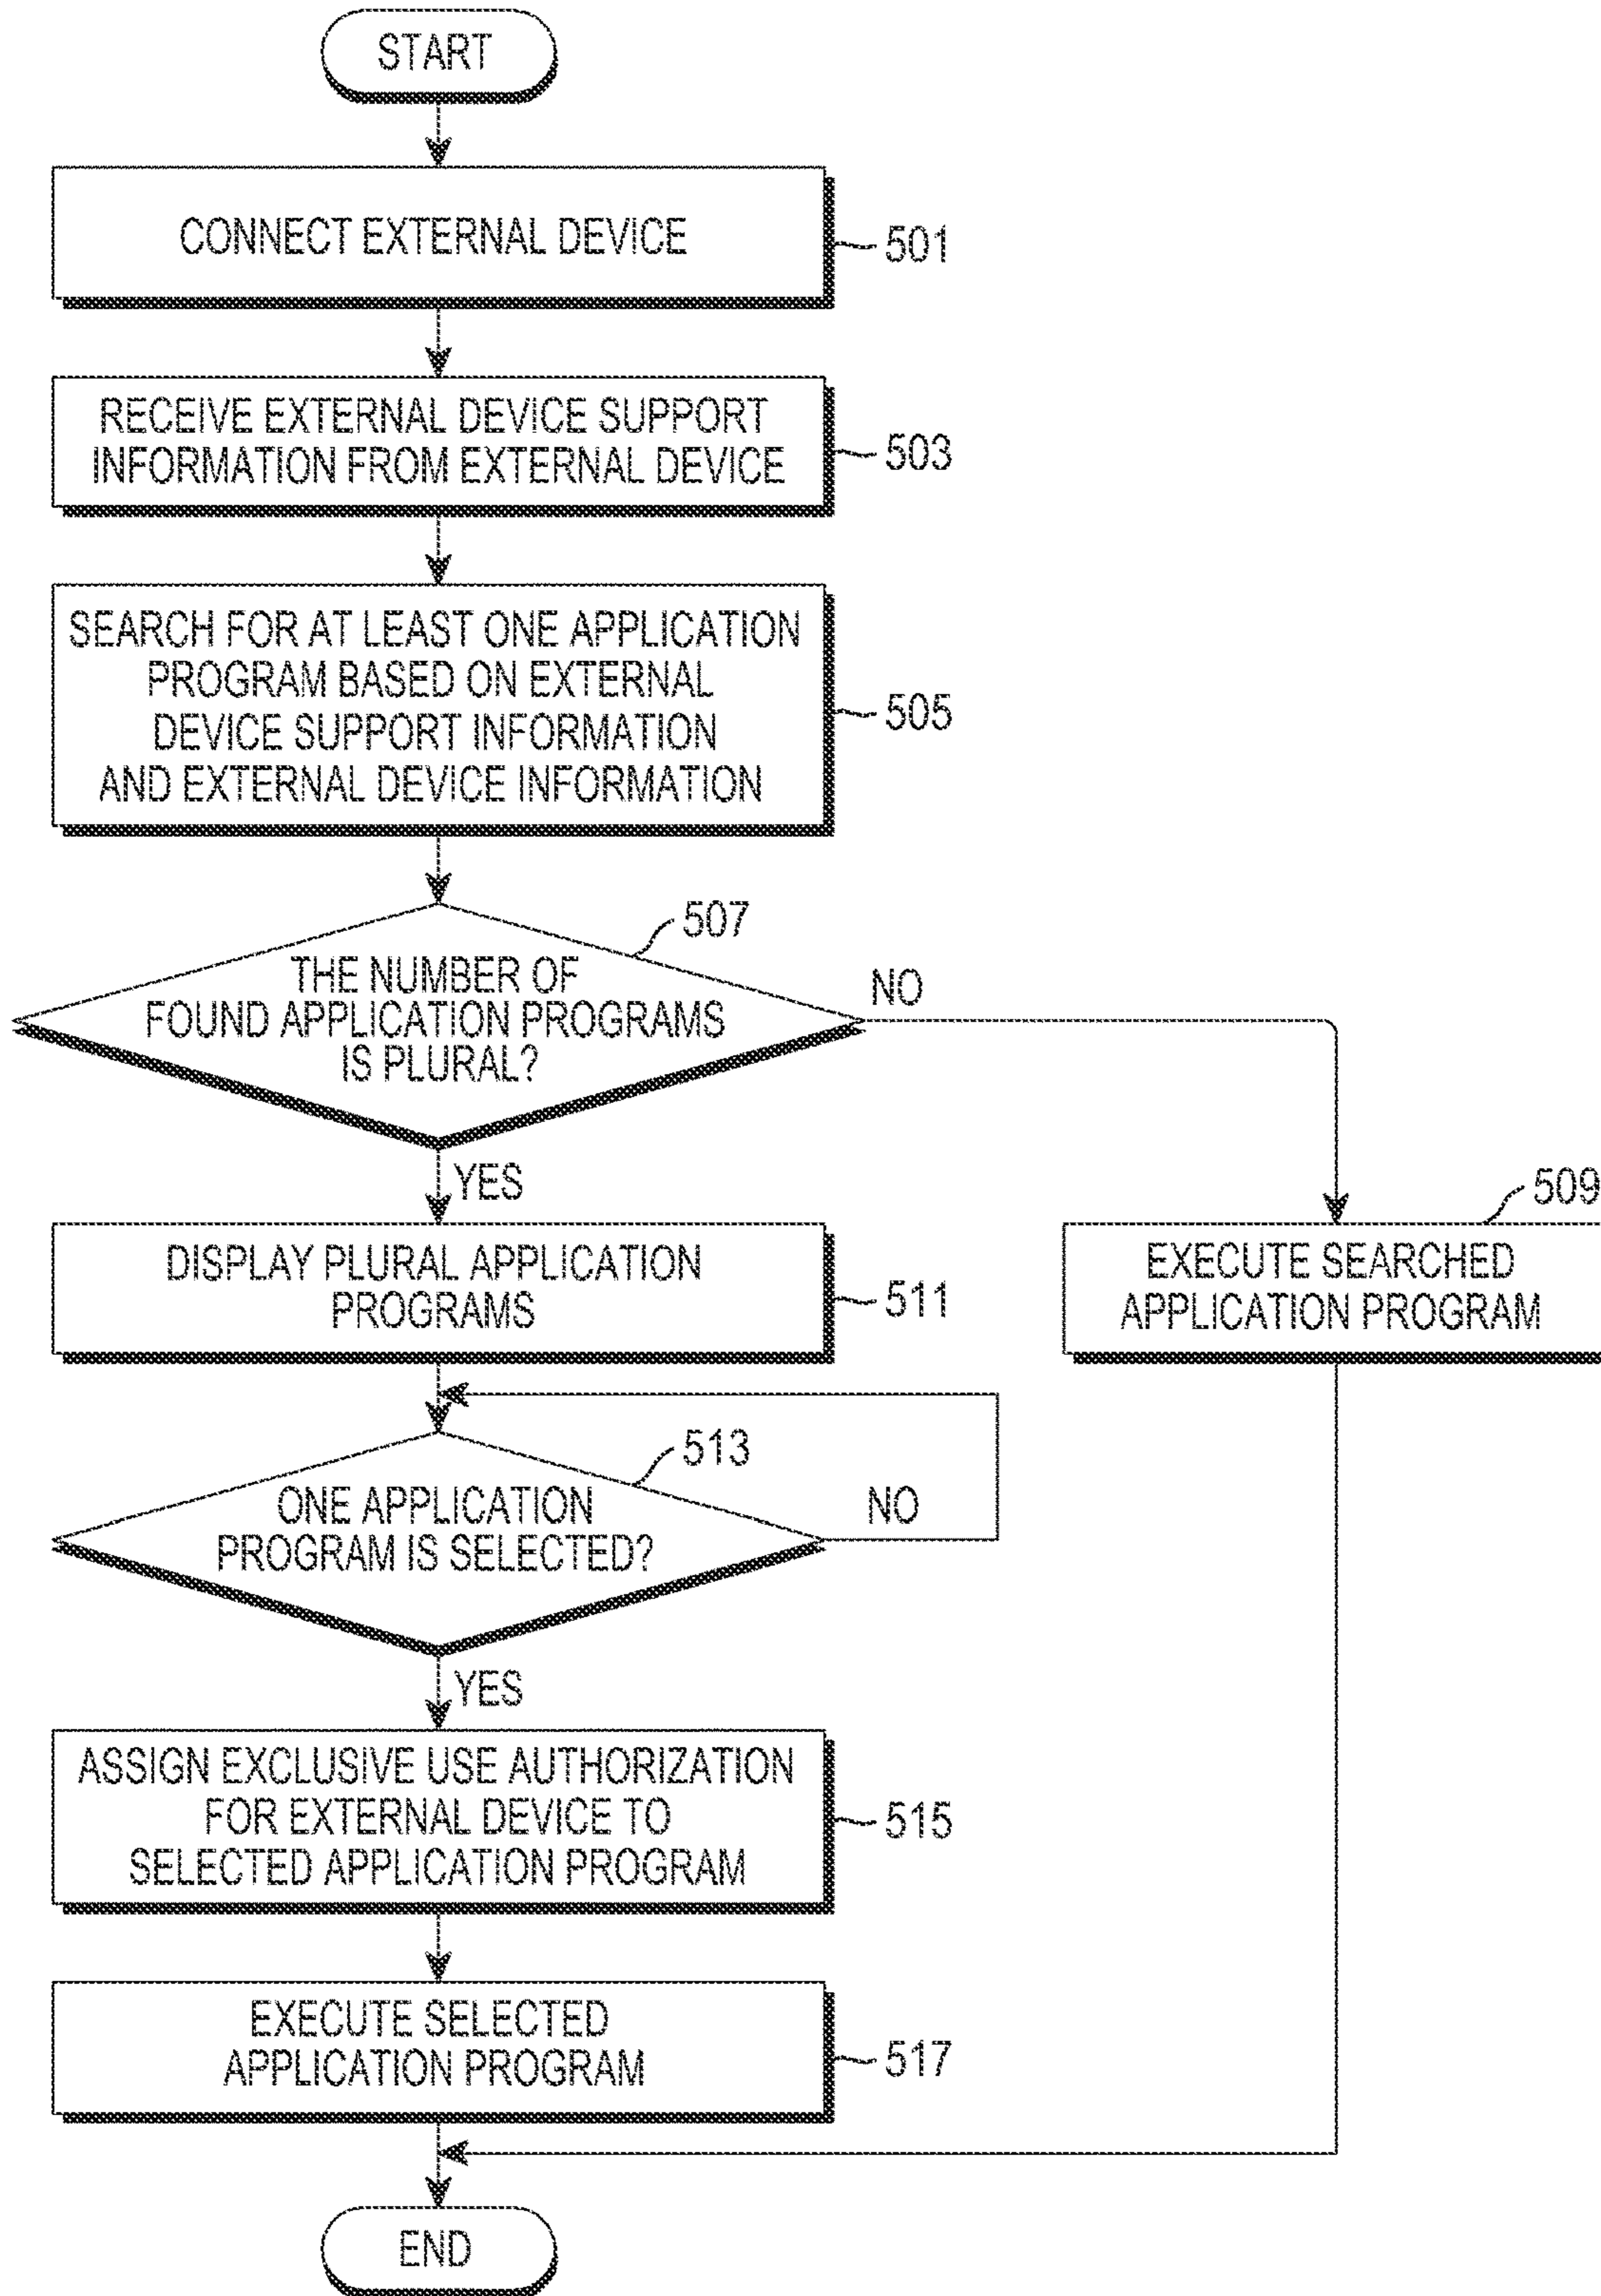 START
CONNECT EXTERNAL DEVICE
501
RECEIVE EXTERNAL DEVICE SUPPORT
INFORMATION FROM EXTERNAL DEVICE
503
SEARCH FOR AT LEAST ONE APPLICATION
PROGRAM BASED ON EXTERNAL
DEVICE SUPPORT INFORMATION
AND EXTERNAL DEVICE INFORMATION
505
507
THE NUMBER OF
FOUND APPLICATION PROGRAMS
IS PLURAL?
NO
YES
509
EXECUTE SEARCHED
APPLICATION PROGRAM
DISPLAY PLURAL APPLICATION
PROGRAMS
511
513
ONE APPLICATION
PROGRAM IS SELECTED?
NO
YES
ASSIGN EXCLUSIVE USE AUTHORIZATION
FOR EXTERNAL DEVICE TO
SELECTED APPLICATION PROGRAM
515
EXECUTE SELECTED
APPLICATION PROGRAM
517
END